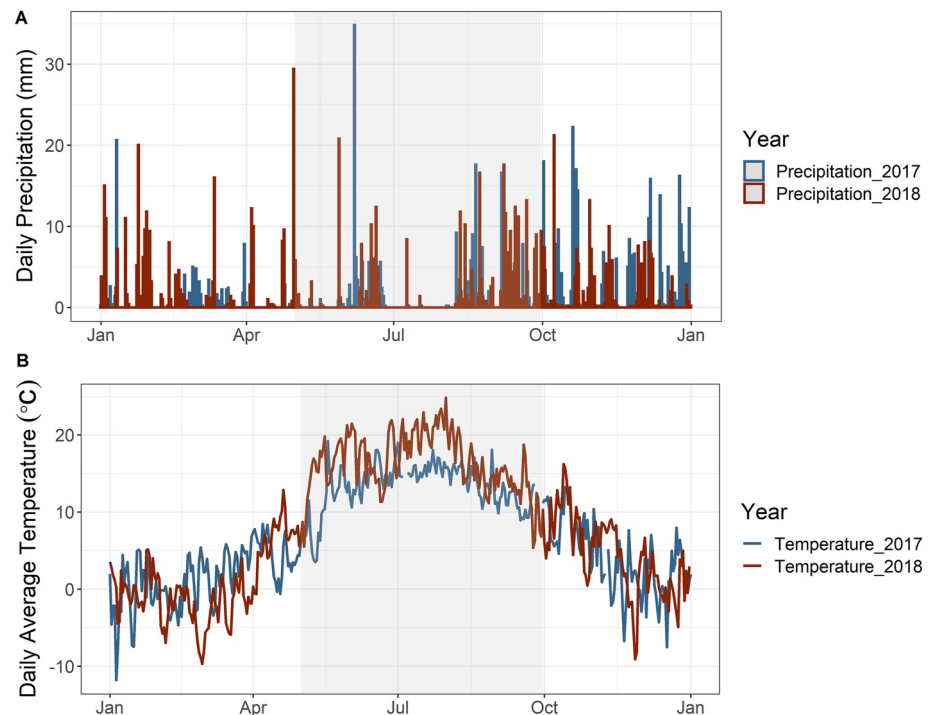 A
Daily Precipitation (mm)
30
20
10
0
Jan
Apr
Jul
Oct
Jan
Year
Precipitation_2017
Precipitation_2018
B
Daily Average Temperature (°C)
20
10
0
-10
Jan
Apr
Jul
Oct
Jan
Year
Temperature_2017
Temperature_2018